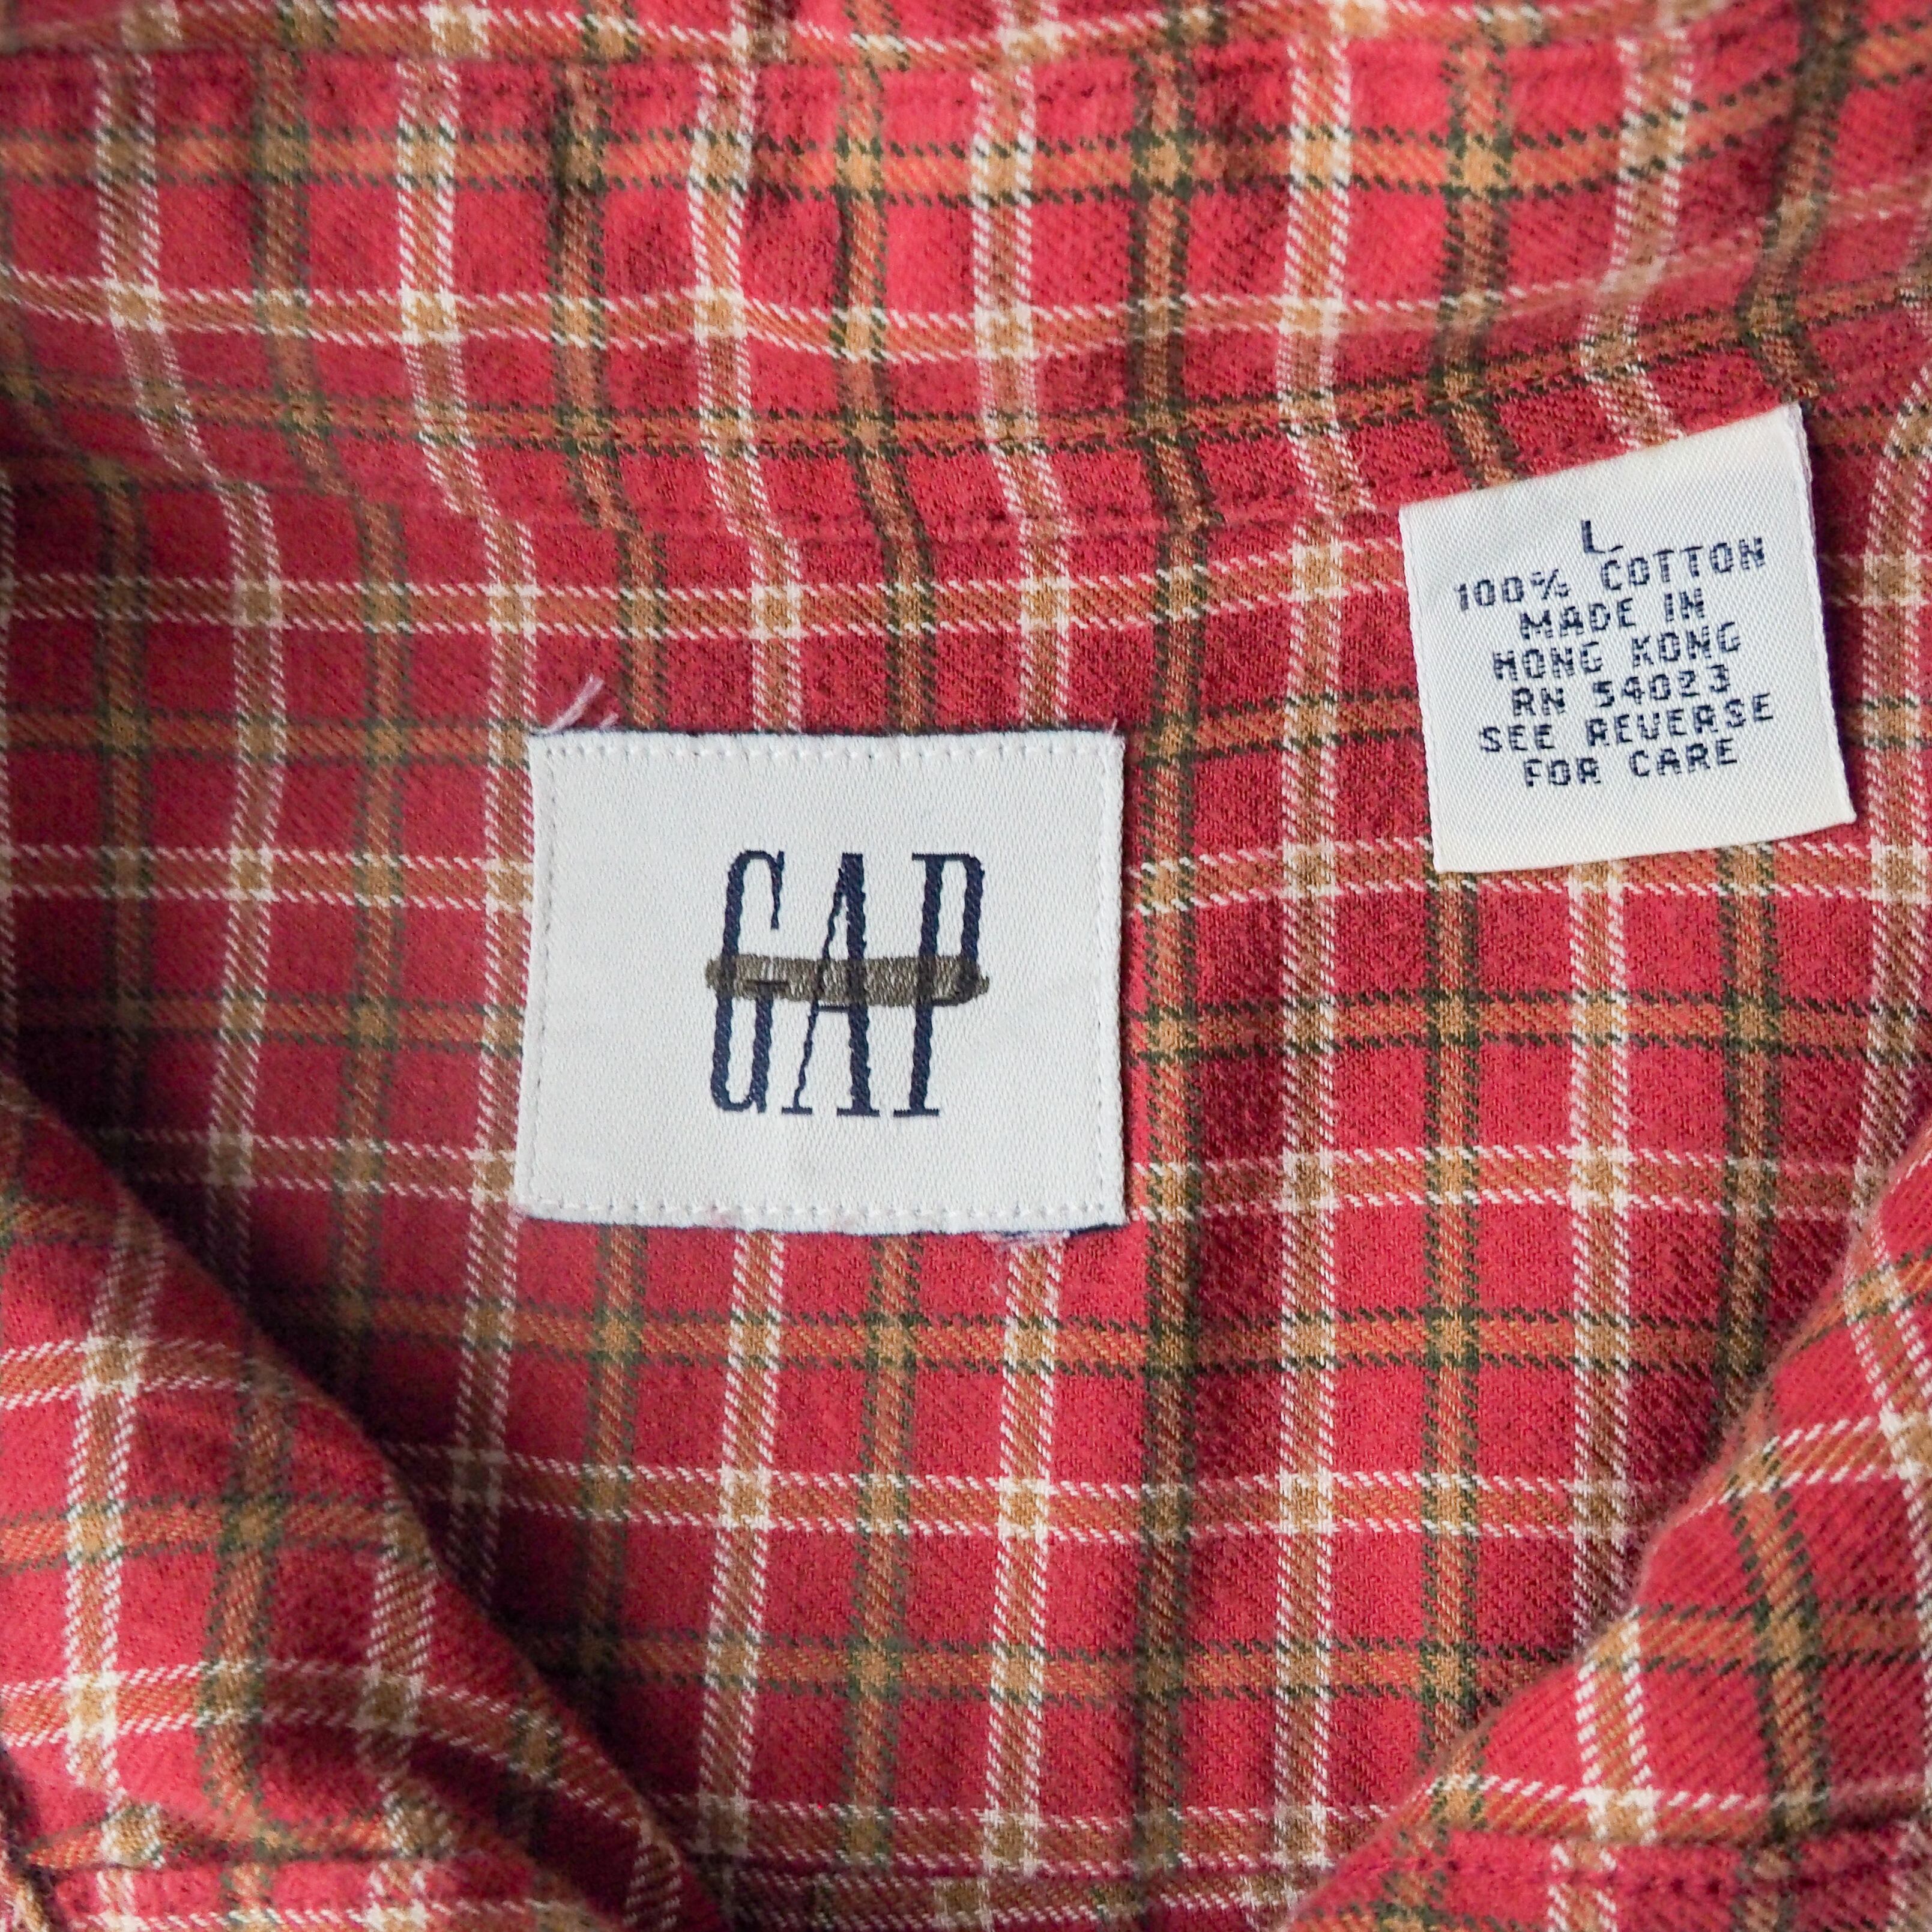 GAP
L
100% COTTON
MADE IN
HONG KONG
RN 54023
SEE REVERSE
FOR CARE